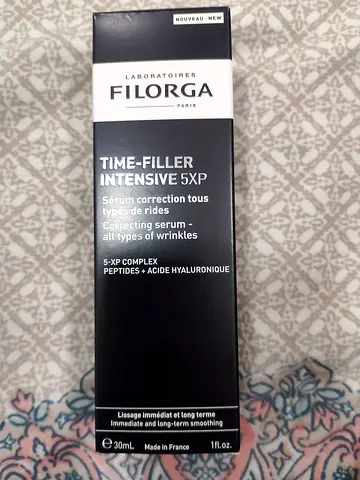 NOUVEAU - NEW
LABORATOIRES
FILORGA
PARIS
TIME-FILLER
INTENSIVE 5XP
Sérum correction tous
types de rides
Correcting serum -
all types of wrinkles
5-XP COMPLEX
PEPTIDES + ACIDE HYALURONIQUE
Lissage immédiat et long terme
Immediate and long-term smoothing
℮ 30mL Made in France 1fl.oz.